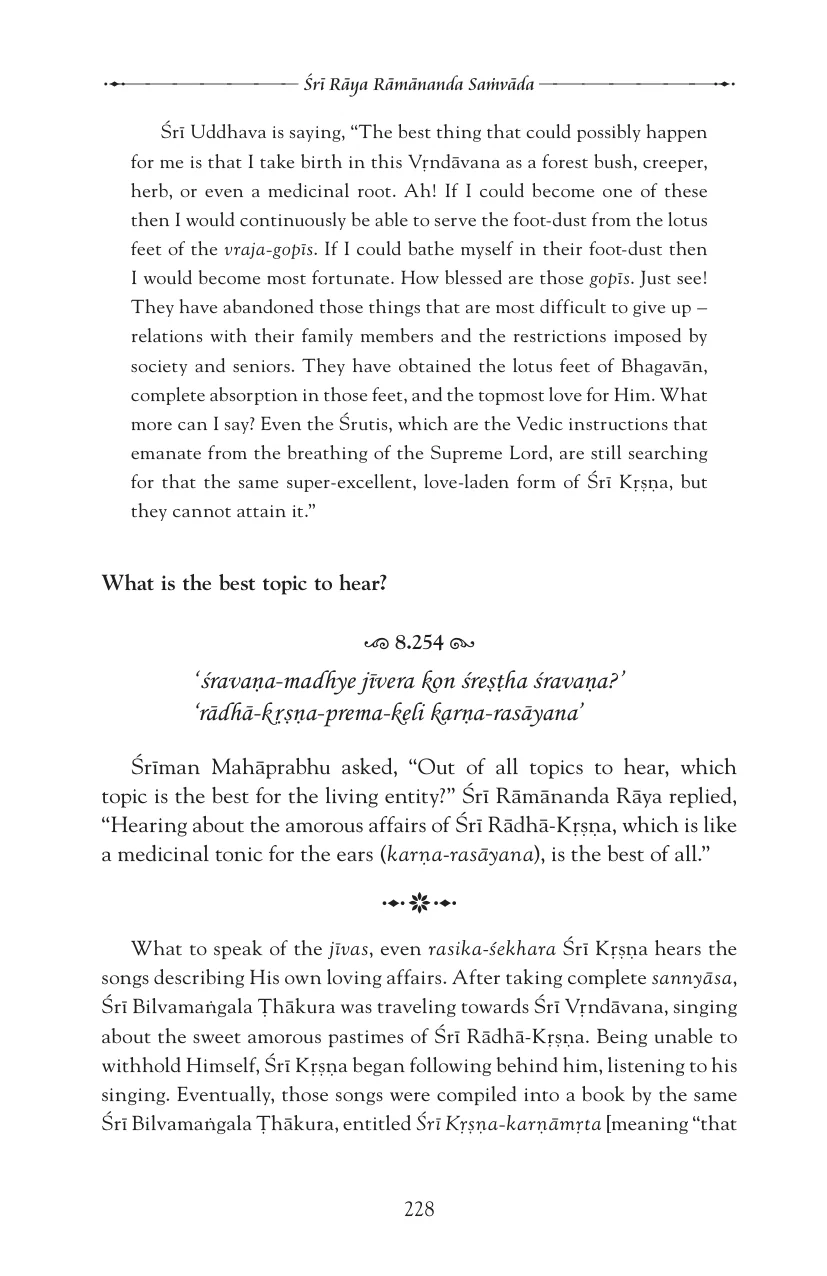 Śrī Rāya Rāmānanda Saṁvāda
Śrī Uddhava is saying, “The best thing that could possibly happen
for me is that I take birth in this Vṛndāvana as a forest bush, creeper,
herb, or even a medicinal root. Ah! If I could become one of these
then I would continuously be able to serve the foot-dust from the lotus
feet of the vraja-gopīs. If I could bathe myself in their foot-dust then
I would become most fortunate. How blessed are those gopīs. Just see!
They have abandoned those things that are most difficult to give up –
relations with their family members and the restrictions imposed by
society and seniors. They have obtained the lotus feet of Bhagavān,
complete absorption in those feet, and the topmost love for Him. What
more can I say? Even the Śrutis, which are the Vedic instructions that
emanate from the breathing of the Supreme Lord, are still searching
for that the same super-excellent, love-laden form of Śrī Kṛṣṇa, but
they cannot attain it.”
What is the best topic to hear?
8.254
‘śravaṇa-madhye jīvera kon śreṣṭha śravaṇa?’
‘rādhā-kṛṣṇa-prema-keli karṇa-rasāyana’
Śrīman Mahāprabhu asked, “Out of all topics to hear, which
topic is the best for the living entity?” Śrī Rāmānanda Rāya replied,
“Hearing about the amorous affairs of Śrī Rādhā-Kṛṣṇa, which is like
a medicinal tonic for the ears (karṇa-rasāyana), is the best of all.”
What to speak of the jīvas, even rasika-śekhara Śrī Kṛṣṇa hears the
songs describing His own loving affairs. After taking complete sannyāsa,
Śrī Bilvamaṅgala Ṭhākura was traveling towards Śrī Vṛndāvana, singing
about the sweet amorous pastimes of Śrī Rādhā-Kṛṣṇa. Being unable to
withhold Himself, Śrī Kṛṣṇa began following behind him, listening to his
singing. Eventually, those songs were compiled into a book by the same
Śrī Bilvamaṅgala Ṭhākura, entitled Śrī Kṛṣṇa-karṇāmṛta [meaning “that
228